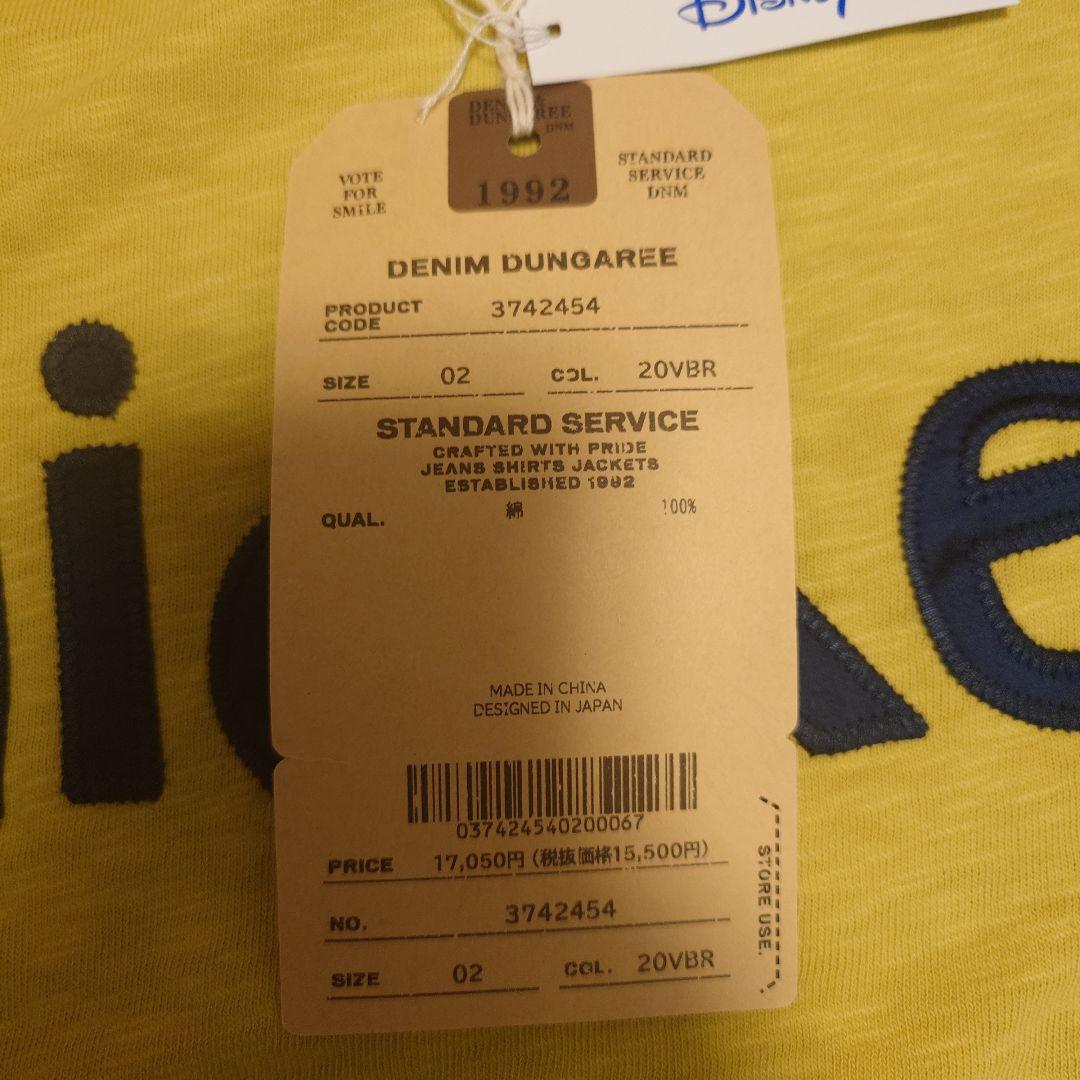 Disney
DENIM &
DUNGAREE
DNM
1992
VOTE
FOR
SMiLE
STANDARD
SERVICE
DNM
DENIM DUNGAREE
PRODUCT
CODE
3742454
SIZE 02 COL. 20VBR
STANDARD SERVICE
CRAFTED WITH PRIDE
JEANS SHIRTS JACKETS
ESTABLISHED 1992
QUAL. 綿 100%
MADE IN CHINA
DESIGNED IN JAPAN
037424540200067
PRICE 17,050円(税抜価格15,500円)
NO. 3742454
SIZE 02 COL. 20VBR
STORE USE.
icke